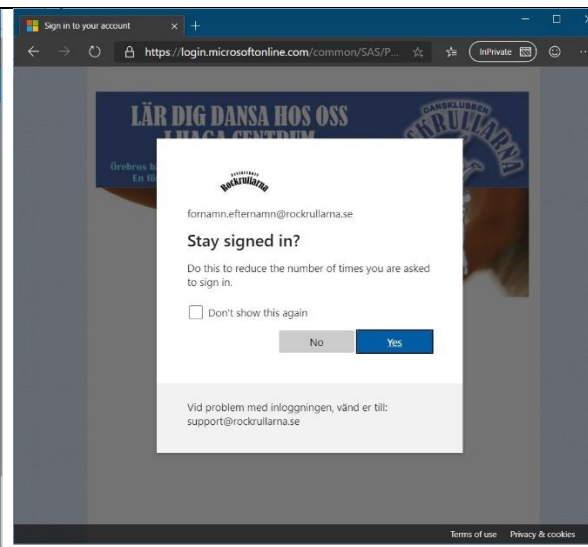 Sign in to your account
https://login.microsoftonline.com/common/SAS/P...
InPrivate
LÄR DIG DANSA HOS OSS
I HAGA CENTRUM
DANSKLUBBEN
Örebros
En
Rockrullarna
fornamn.efternamn@rockrullarna.se
Stay signed in?
Do this to reduce the number of times you are asked
to sign in.
Don't show this again
No
Yes
Vid problem med inloggningen, vänd er till:
support@rockrullarna.se
Terms of use
Privacy & cookies